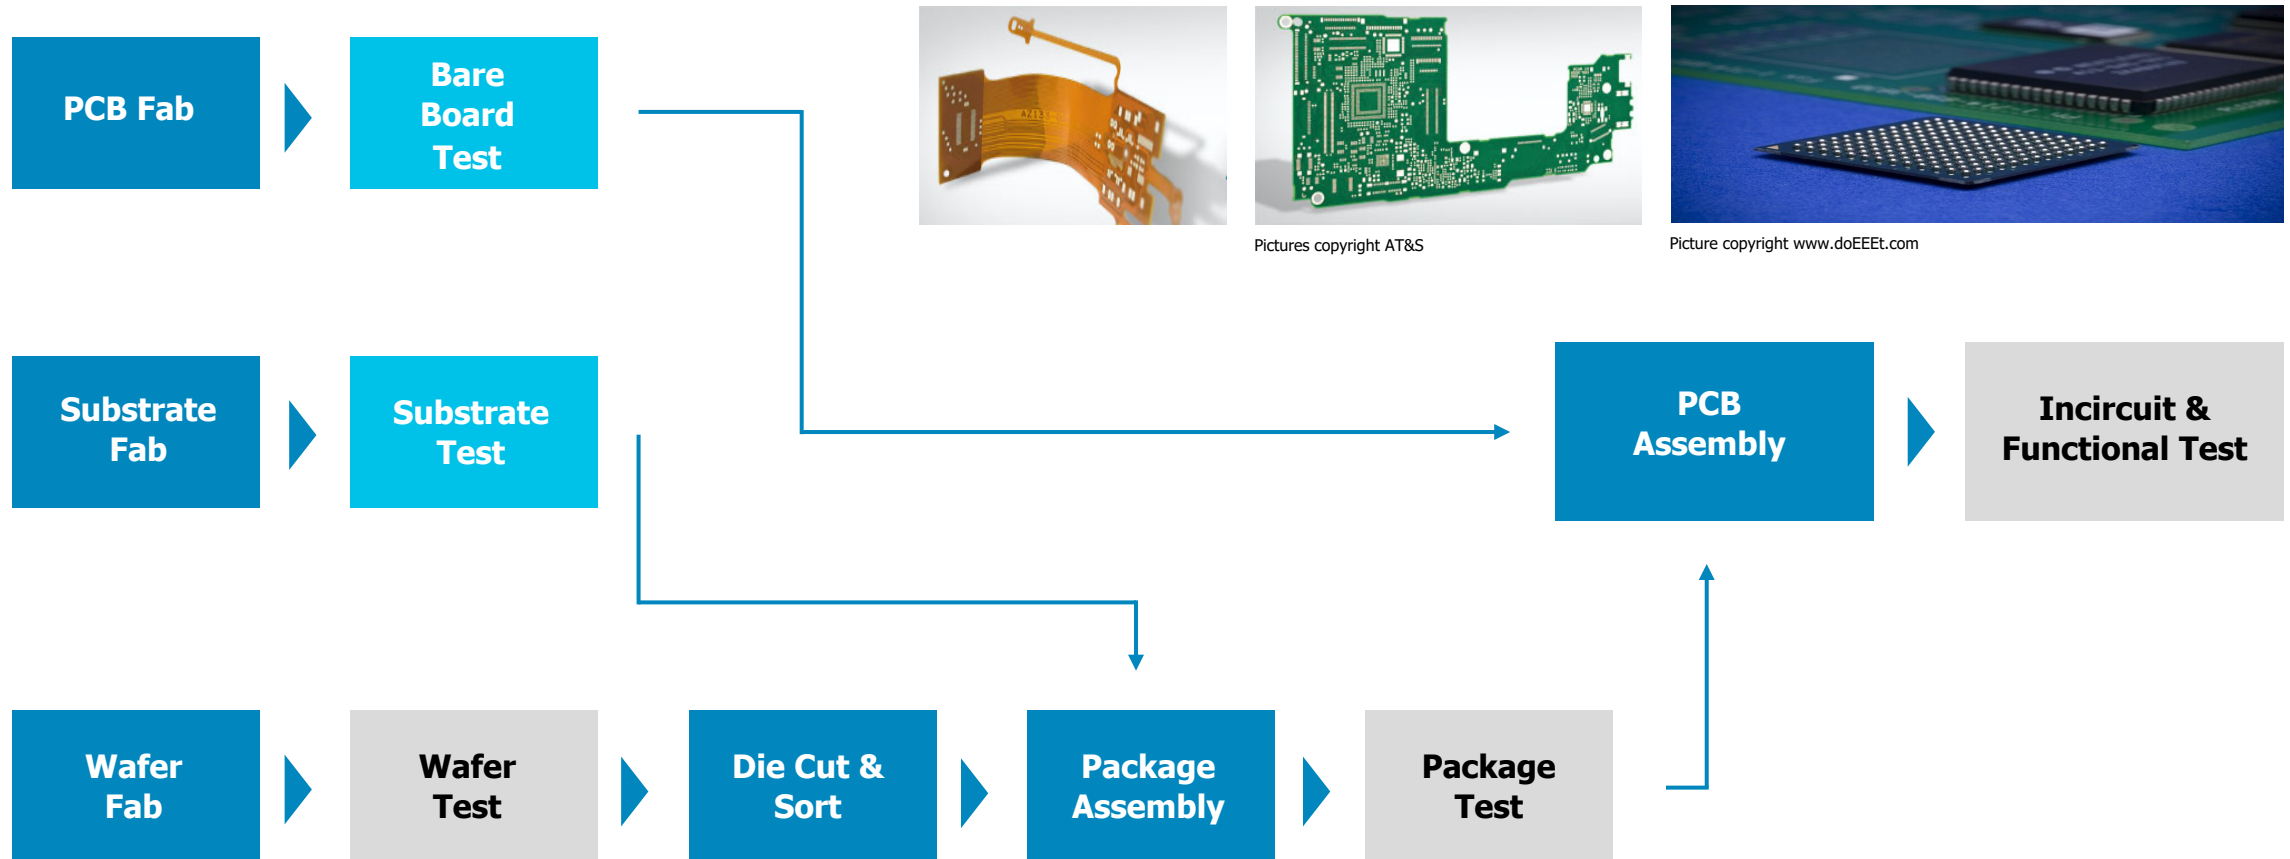 PCB Fab
Bare
Board
Test
Pictures copyright AT&S
Picture copyright www.doEEEt.com
Substrate
Fab
Substrate
Test
PCB
Assembly
Incircuit &
Functional Test
Wafer
Fab
Wafer
Test
Die Cut &
Sort
Package
Assembly
Package
Test